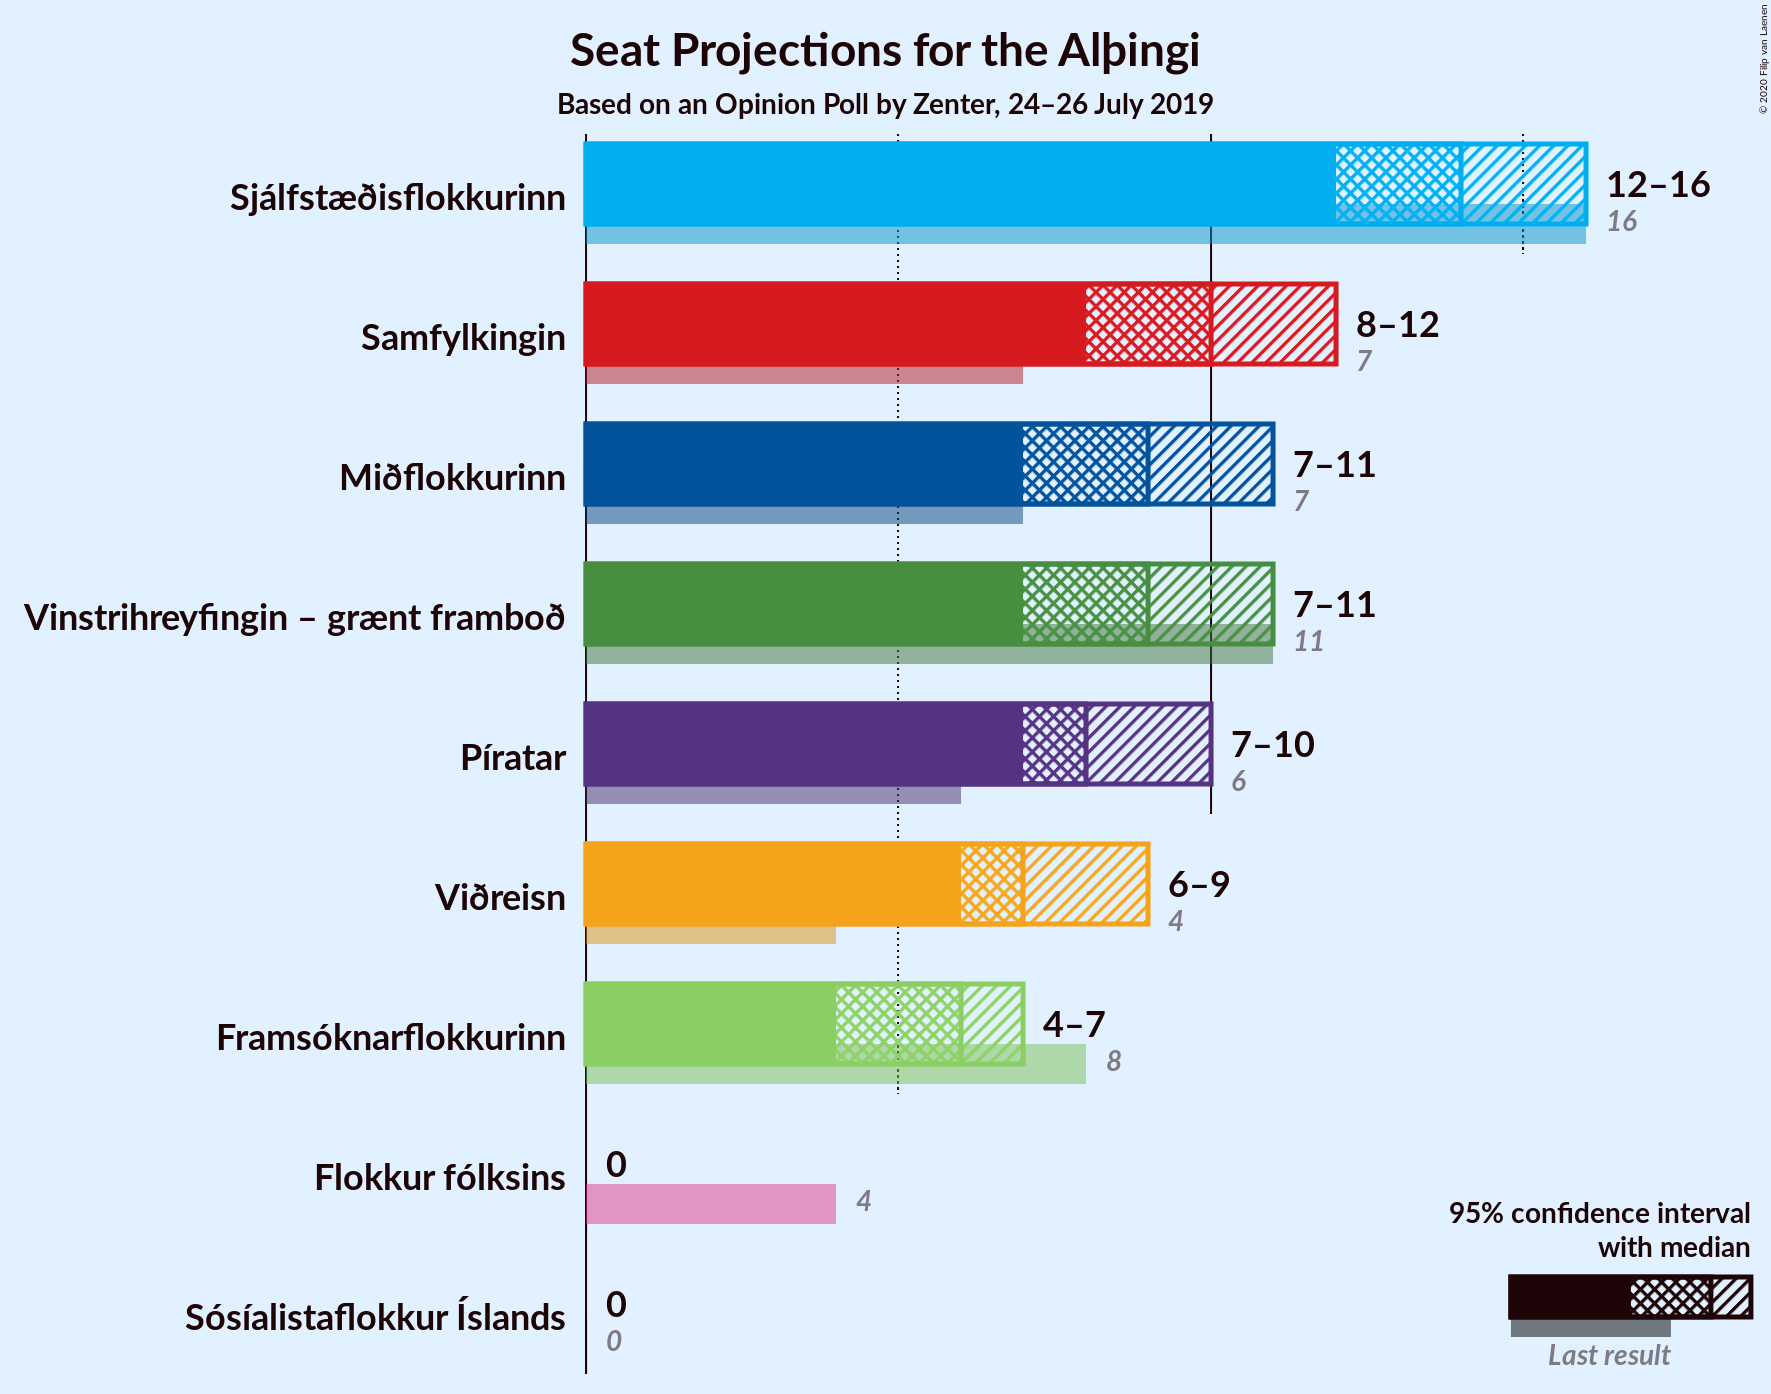 Seat Projections for the Alþingi
Based on an Opinion Poll by Zenter, 24–26 July 2019
© 2020 Filip van Laenen
Sjálfstæðisflokkurinn
12–16
16
Samfylkingin
8–12
7
Miðflokkurinn
7–11
7
Vinstrihreyfingin – grænt framboð
7–11
11
Píratar
7–10
6
Viðreisn
6–9
4
Framsóknarflokkurinn
4–7
8
Flokkur fólksins
0
4
Sósíalistaflokkur Íslands
0
0
95% confidence interval
with median
Last result